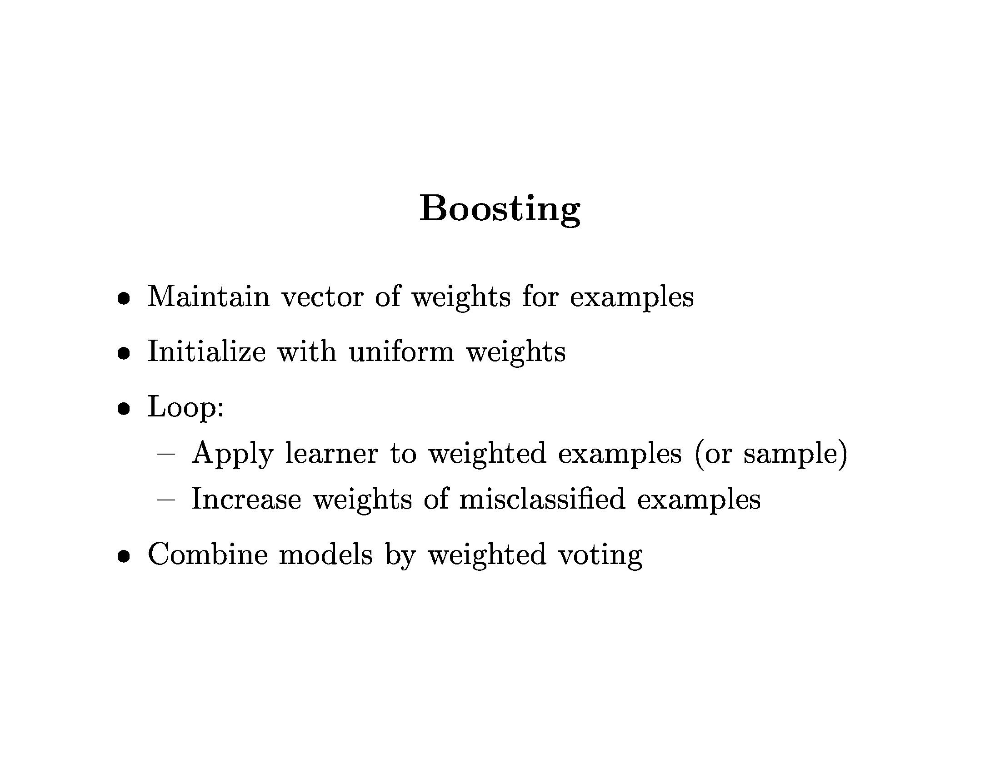 Boosting
• Maintain vector of weights for examples
• Initialize with uniform weights
• Loop:
– Apply learner to weighted examples (or sample)
– Increase weights of misclassified examples
• Combine models by weighted voting